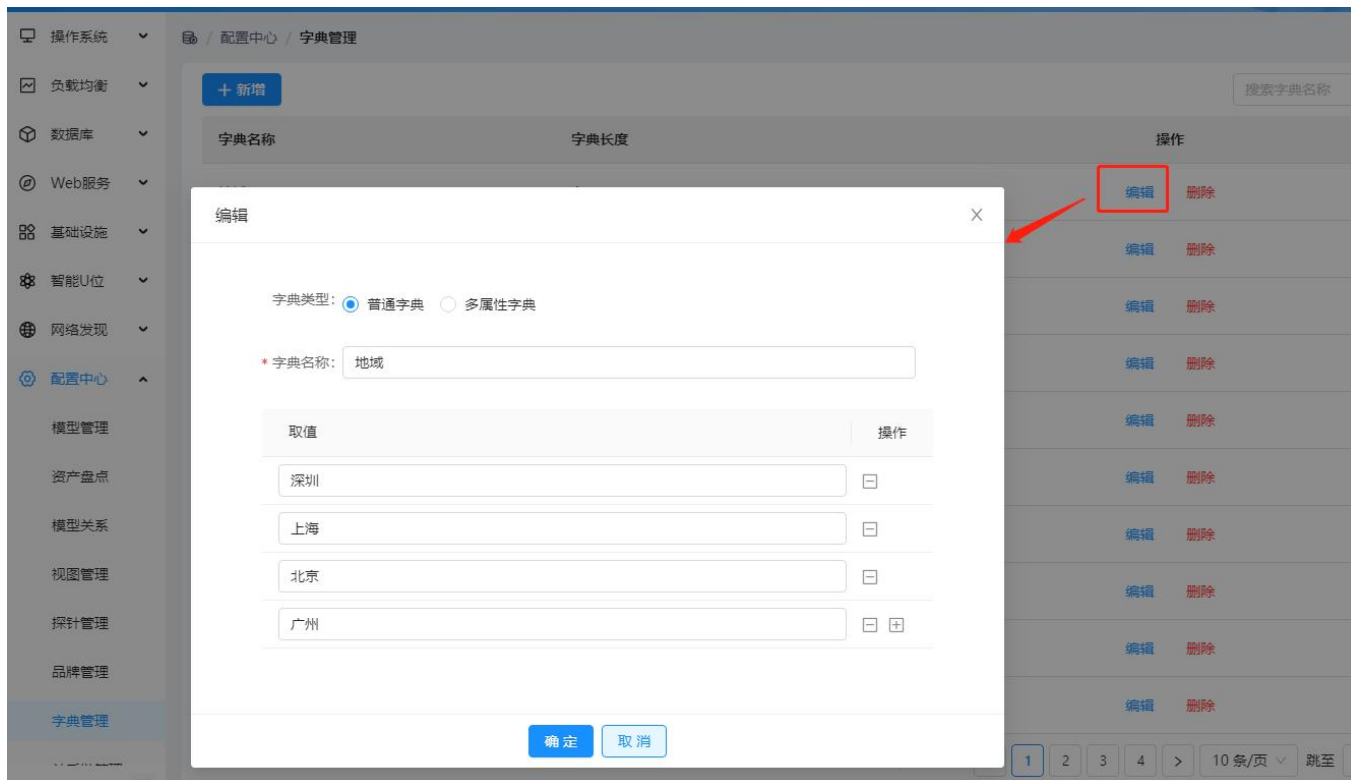 操作系统
/ 配置中心 / 字典管理
负载均衡
+ 新增
搜索字典名称
数据库
字典名称 字典长度 操作
Web服务
编辑 删除
基础设施
编辑 删除
智能U位
编辑 删除
网络发现
编辑 删除
配置中心
编辑 删除
模型管理
编辑 删除
资产盘点
编辑 删除
模型关系
编辑 删除
视图管理
编辑 删除
探针管理
编辑 删除
品牌管理
字典管理
编辑
字典类型: 普通字典 多属性字典
* 字典名称: 地域
取值 操作
深圳
上海
北京
广州
确定 取消
1 2 3 4 > 10 条/页 跳至